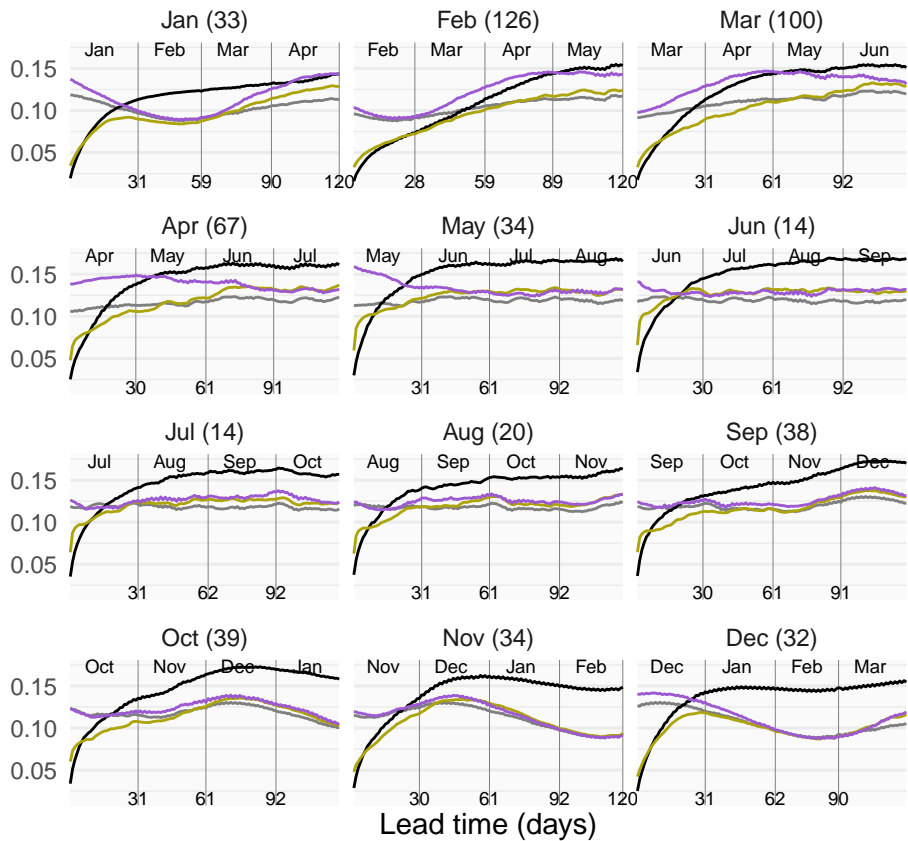 Jan (33) Feb (126) Mar (100)
Jan Feb Mar Apr Feb Mar Apr May Mar Apr May Jun
0.15
0.10
0.05
31 59 90 120 28 59 89 120 31 61 92
Apr (67) May (34) Jun (14)
Apr May Jun Jul May Jun Jul Aug Jun Jul Aug Sep
0.15
0.10
0.05
30 61 91 31 61 92 31 61 92
Jul (14) Aug (20) Sep (38)
Jul Aug Sep Oct Aug Sep Oct Nov Sep Oct Nov Dec
0.15
0.10
0.05
31 62 92 31 61 92 30 61 91
Oct (39) Nov (34) Dec (32)
Oct Nov Dec Jan Nov Dec Jan Feb Dec Jan Feb Mar
0.15
0.10
0.05
31 61 92 30 61 92 120 31 62 90
Lead time (days)